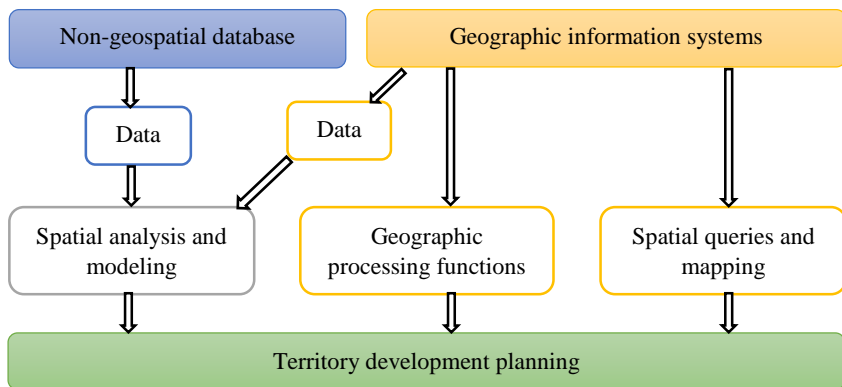 Non-geospatial database
Geographic information systems
Data
Data
Spatial analysis and
modeling
Geographic
processing functions
Spatial queries and
mapping
Territory development planning